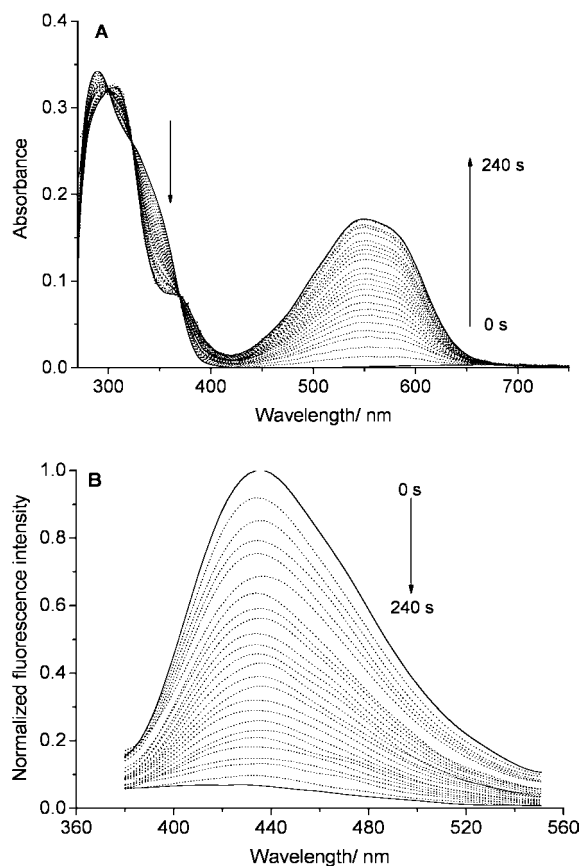 A
0.4
0.3
0.2
0.1
0.0
Absorbance
240 s
0 s
300 400 500 600 700
Wavelength/ nm
B
1.0
0.8
0.6
0.4
0.2
0.0
Normalized fluorescence intensity
0 s
240 s
360 400 440 480 520 560
Wavelength/ nm